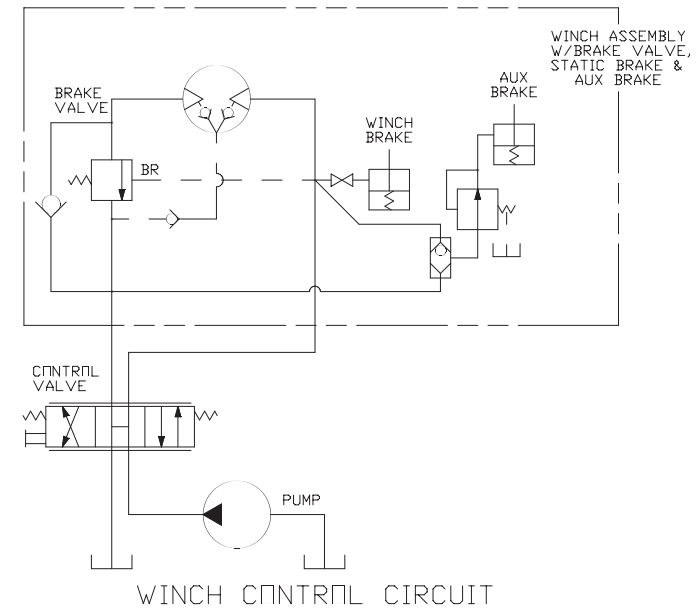 WINCH ASSEMBLY
W/BRAKE VALVE,
STATIC BRAKE &
AUX BRAKE
AUX
BRAKE
BRAKE
VALVE
WINCH
BRAKE
BR
CONTROL
VALVE
PUMP
WINCH CONTROL CIRCUIT